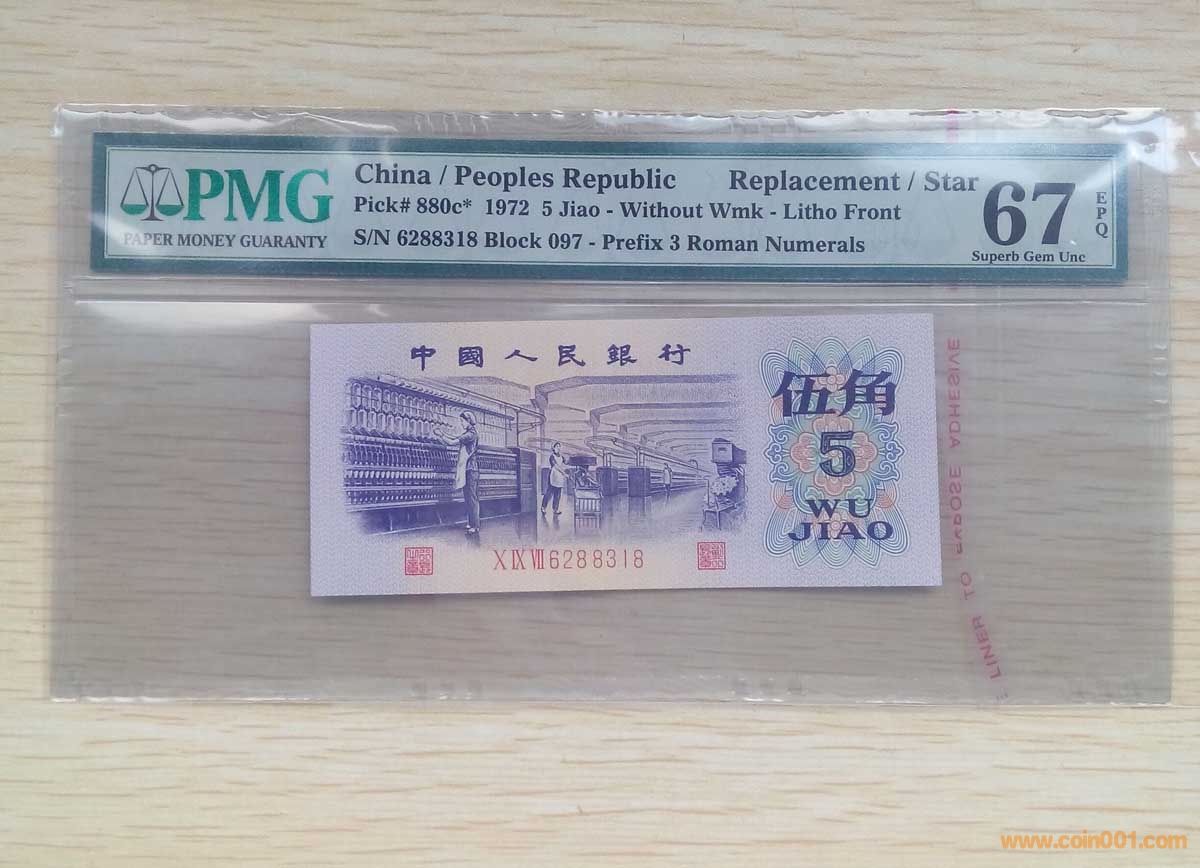 PMG
PAPER MONEY GUARANTY
China / Peoples Republic Replacement / Star
Pick# 880c* 1972 5 Jiao - Without Wmk - Litho Front
S/N 6288318 Block 097 - Prefix 3 Roman Numerals
67
EPQ
Superb Gem Unc
中國人民銀行
伍角
5
WU
JIAO
X IX VII 6288318
LINER TO EXPOSE ADHESIVE
www.coin001.com